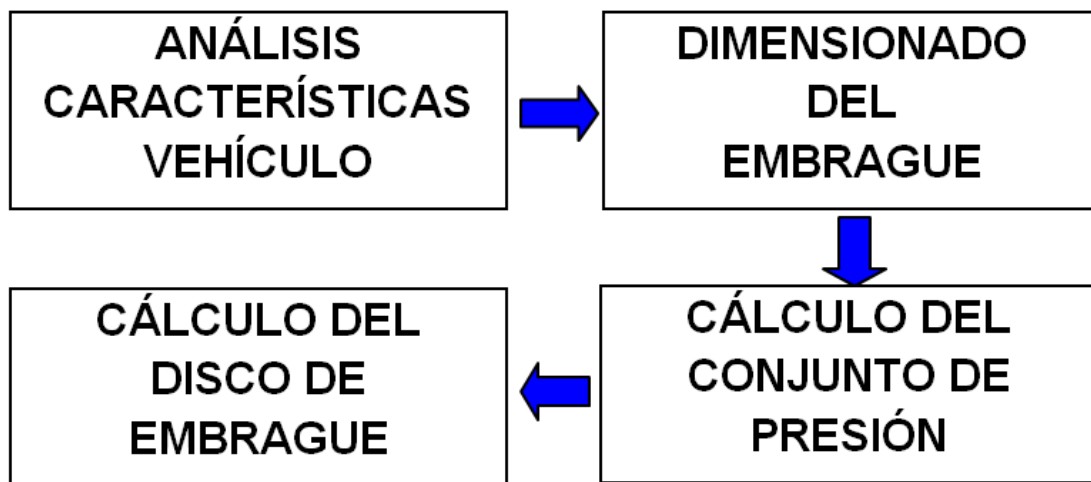 ANÁLISIS
CARACTERÍSTICAS
VEHÍCULO
DIMENSIONADO
DEL
EMBRAGUE
CÁLCULO DEL
CONJUNTO DE
PRESIÓN
CÁLCULO DEL
DISCO DE
EMBRAGUE